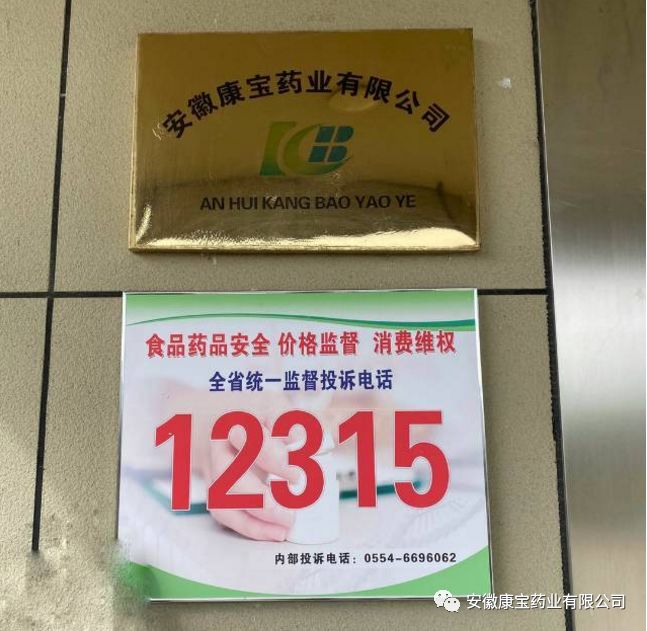 安徽康宝药业有限公司
KB
AN HUI KANG BAO YAO YE
食品药品安全 价格监督 消费维权
全省统一监督投诉电话
12315
内部投诉电话：0554-6696062
安徽康宝药业有限公司